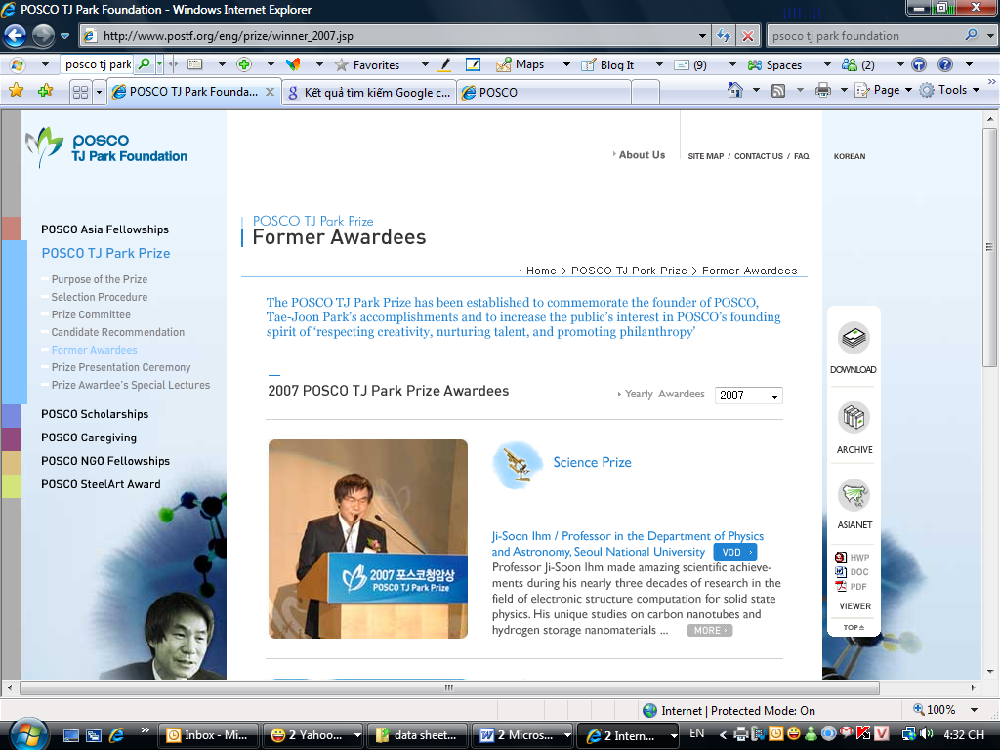 POSCO TJ Park Foundation - Windows Internet Explorer
http://www.postf.org/eng/prize/winner_2007.jsp
psoco tj park foundation
posco tj park
Favorites
Maps
Blog It
(9)
Spaces
(2)
POSCO TJ Park Founda...
Kết quả tìm kiếm Google c...
POSCO
Page
Tools
posco
TJ Park Foundation
About Us
SITE MAP / CONTACT US / FAQ
KOREAN
POSCO Asia Fellowships
POSCO TJ Park Prize
Purpose of the Prize
Selection Procedure
Prize Committee
Candidate Recommendation
Former Awardees
Prize Presentation Ceremony
Prize Awardee's Special Lectures
POSCO Scholarships
POSCO Caregiving
POSCO NGO Fellowships
POSCO SteelArt Award
POSCO TJ Park Prize
Former Awardees
· Home > POSCO TJ Park Prize > Former Awardees
The POSCO TJ Park Prize has been established to commemorate the founder of POSCO,
Tae-Joon Park's accomplishments and to increase the public's interest in POSCO's founding
spirit of 'respecting creativity, nurturing talent, and promoting philanthropy'
2007 POSCO TJ Park Prize Awardees
Yearly Awardees
2007
2007 포스코청암상
POSCO TJ Park Prize
Science Prize
Ji-Soon Ihm / Professor in the Department of Physics
and Astronomy, Seoul National University VOD
Professor Ji-Soon Ihm made amazing scientific achieve-
ments during his nearly three decades of research in the
field of electronic structure computation for solid state
physics. His unique studies on carbon nanotubes and
hydrogen storage nanomaterials ... MORE
DOWNLOAD
ARCHIVE
ASIANET
HWP
DOC
PDF
VIEWER
TOP
Internet | Protected Mode: On
100%
Inbox - Mi...
2 Yahoo...
data sheet...
2 Micros...
2 Intern...
EN
4:32 CH